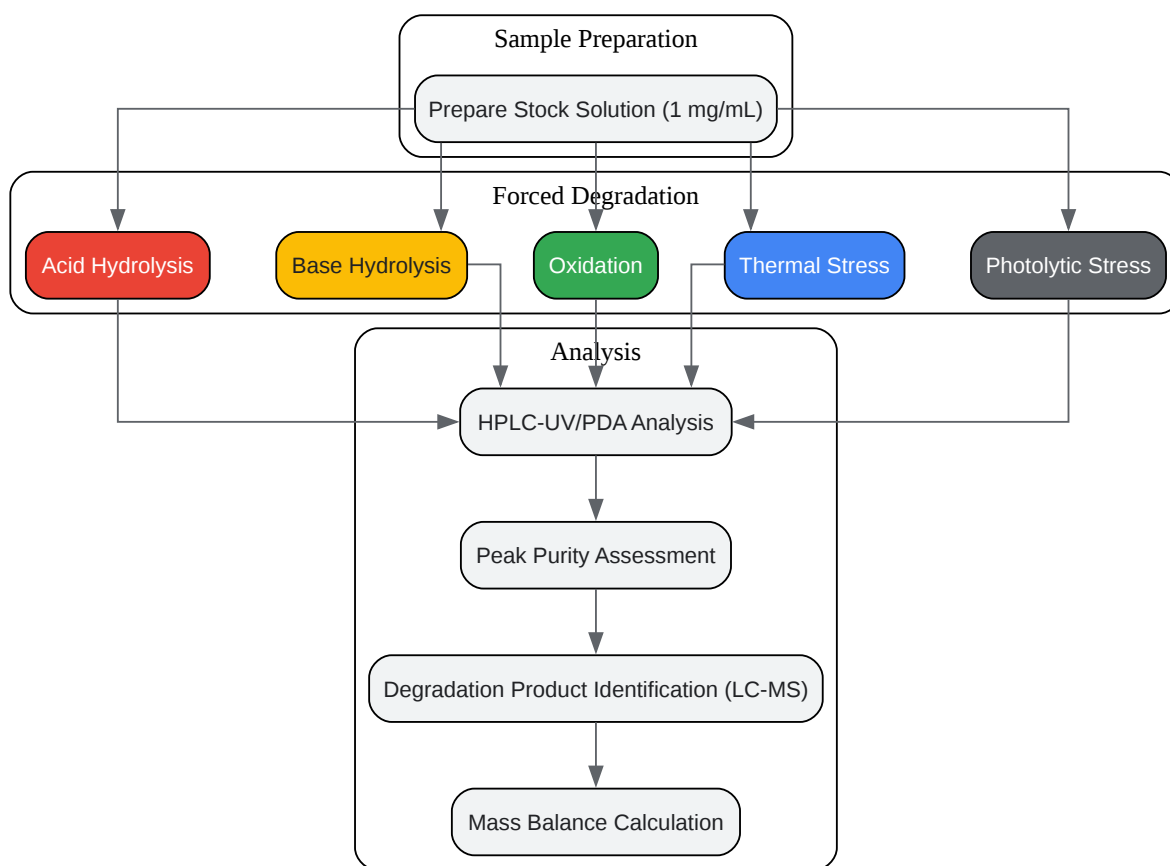 Sample Preparation
Prepare Stock Solution (1 mg/mL)
Forced Degradation
Acid Hydrolysis
Base Hydrolysis
Oxidation
Thermal Stress
Photolytic Stress
Analysis
HPLC-UV/PDA Analysis
Peak Purity Assessment
Degradation Product Identification (LC-MS)
Mass Balance Calculation